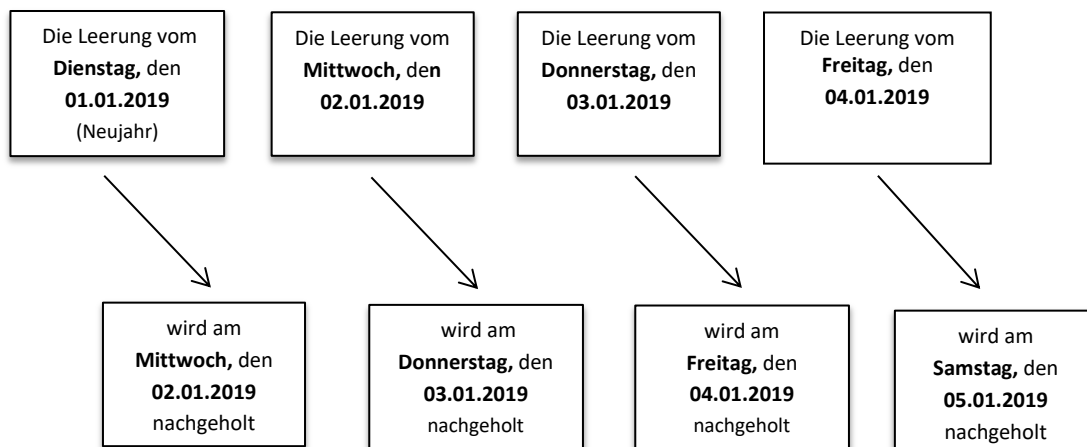 Die Leerung vom
Dienstag, den
01.01.2019
(Neujahr)
Die Leerung vom
Mittwoch, den
02.01.2019
Die Leerung vom
Donnerstag, den
03.01.2019
Die Leerung vom
Freitag, den
04.01.2019
wird am
Mittwoch, den
02.01.2019
nachgeholt
wird am
Donnerstag, den
03.01.2019
nachgeholt
wird am
Freitag, den
04.01.2019
nachgeholt
wird am
Samstag, den
05.01.2019
nachgeholt